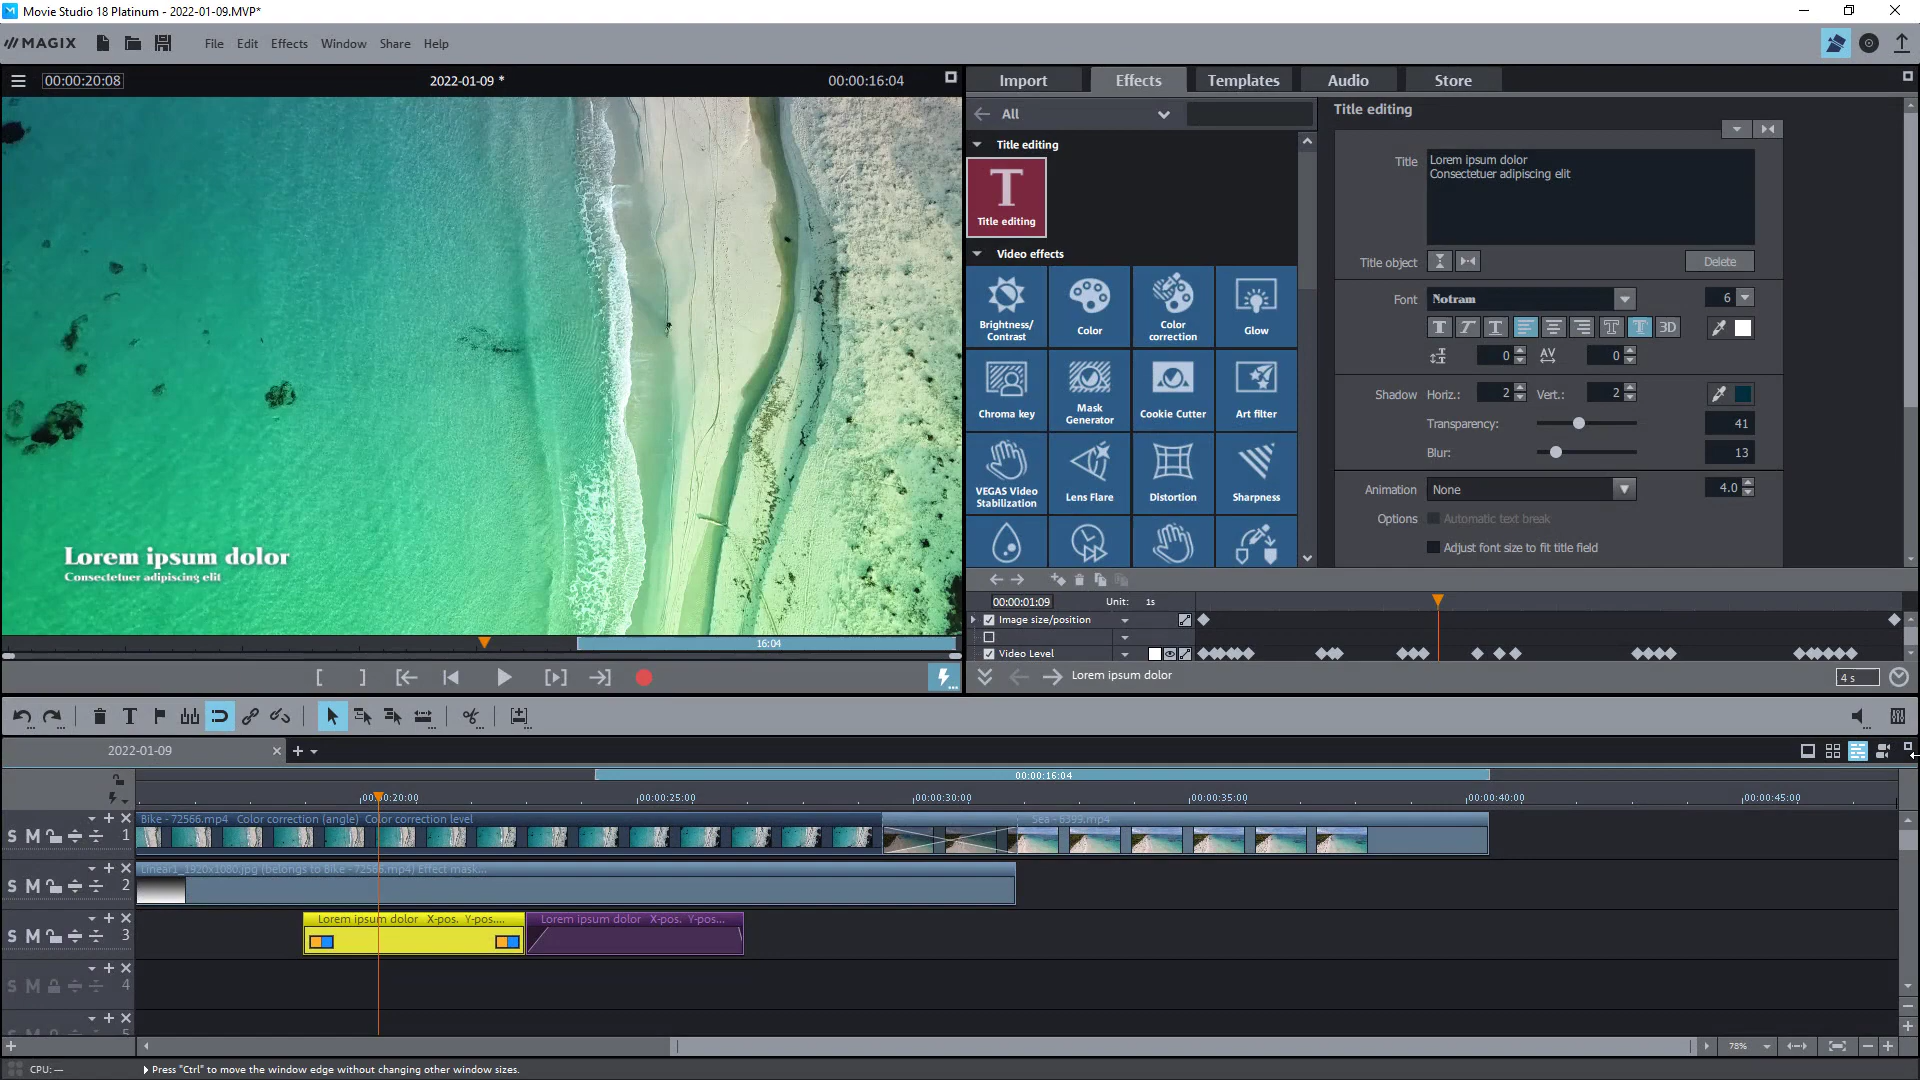 Movie Studio 18 Platinum - 2022-01-09.MVP*
MAGIX
File Edit Effects Window Share Help
00:00:20:08
2022-01-09 *
00:00:16:04
Import Effects Templates Audio Store
All
Title editing
Title editing
Video effects
Brightness/
Contrast
Color
Color
correction
Glow
Chroma key
Mask
Generator
Cookie Cutter
Art filter
VEGAS Video
Stabilization
Lens Flare
Distortion
Sharpness
Title editing
Title
Lorem ipsum dolor
Consectetuer adipiscing elit
Title object
Delete
Font
Notram
6
3D
0
AV
0
Shadow Horiz.: 2 Vert.: 2
Transparency: 41
Blur: 13
Animation None 4.0
Options Automatic text break
Adjust font size to fit title field
Lorem ipsum dolor
Consectetuer adipiscing elit
16:04
00:00:01:09 Unit: 1s
Image size/position
Video Level
Lorem ipsum dolor
4 s
2022-01-09
00:00:16:04
00:00:20:00 00:00:25:00 00:00:30:00 00:00:35:00 00:00:40:00 00:00:45:00
S M 1
Bike - 72566.mp4 Color correction (angle) Color correction level
Sea - 6399.mp4
S M 2
Linear1_1920x1080.jpg (belongs to Bike - 72566.mp4) Effect mask...
S M 3
Lorem ipsum dolor X-pos. Y-pos....
Lorem ipsum dolor X-pos. Y-pos...
S M 4
5
78%
CPU: —
Press "Ctrl" to move the window edge without changing other window sizes.